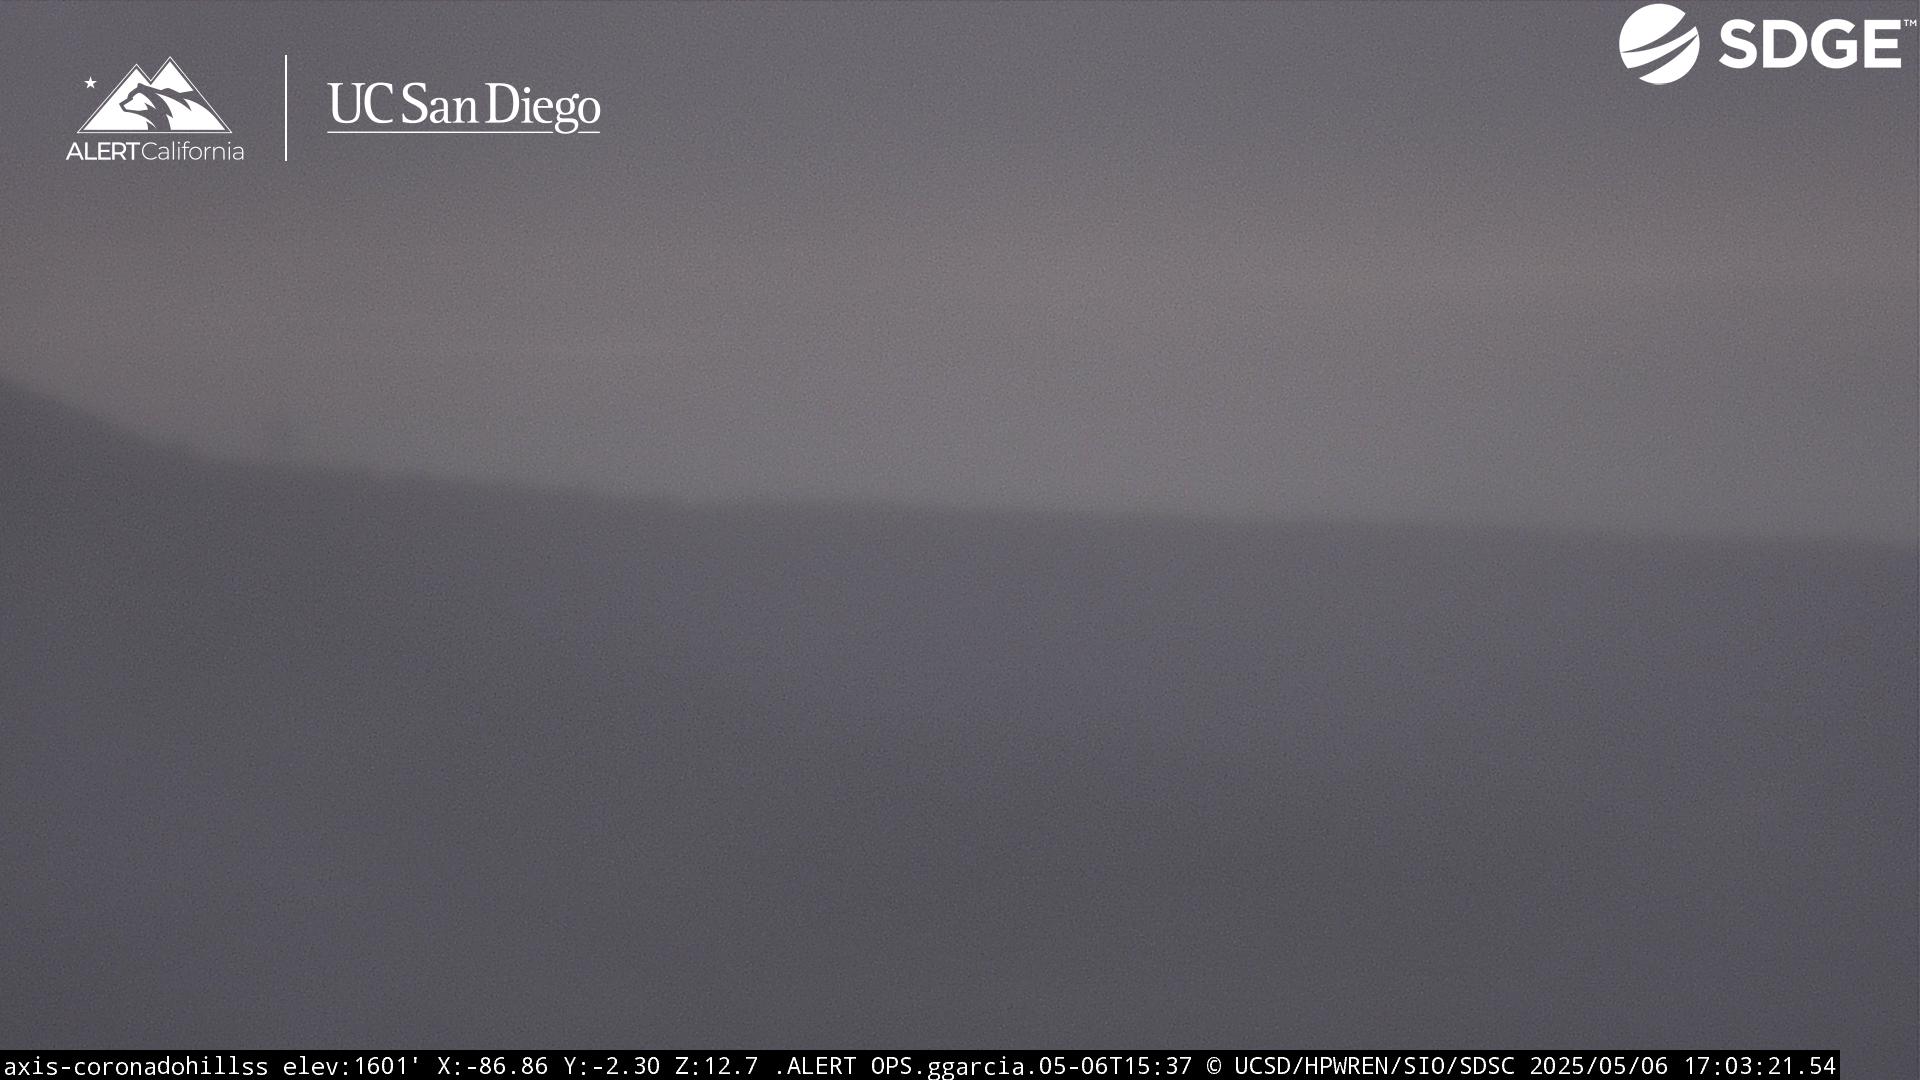 SDGE™
UC San Diego
ALERTCalifornia
axis-coronadohillss elev:1601' X:-86.86 Y:-2.30 Z:12.7 .ALERT OPS.ggarcia.05-06T15:37 © UCSD/HPWREN/SIO/SDSC 2025/05/06 17:03:21.54